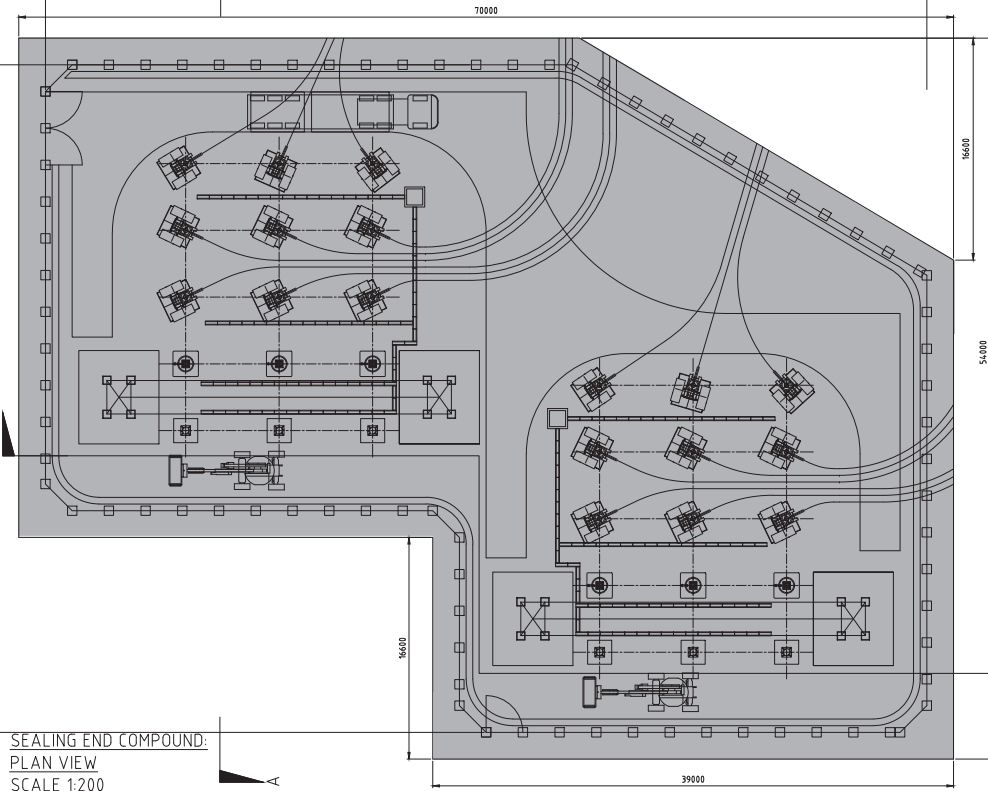 70000
16600
54000
16600
SEALING END COMPOUND:
PLAN VIEW
SCALE 1:200
A
39000